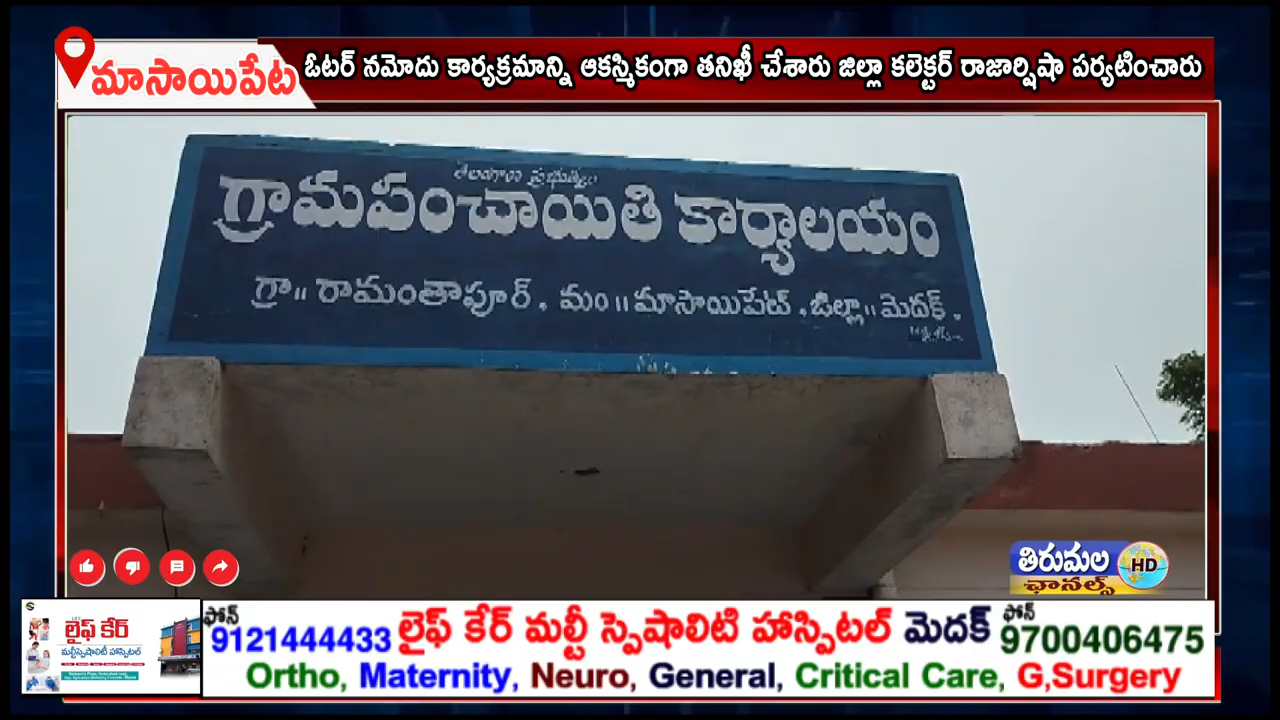 మాసాయిపేట
ఓటర్ నమోదు కార్యక్రమాన్ని ఆకస్మికంగా తనిఖీ చేశారు జిల్లా కలెక్టర్ రాజార్షిషా పర్యటించారు
తెలంగాణ ప్రభుత్వం
గ్రామపంచాయితి కార్యాలయం
గ్రా॥ రామంతాపూర్, మం॥ మాసాయిపేట్, జిల్లా॥ మెదక్.
తిరుమల
HD
ఛానల్స్
లైఫ్ కేర్
మల్టీస్పెషాలిటీ హాస్పిటల్
ఫోన్
9121444433
లైఫ్ కేర్ మల్టీ స్పెషాలిటి హాస్పిటల్ మెదక్
ఫోన్
9700406475
Ortho, Maternity, Neuro, General, Critical Care, G,Surgery